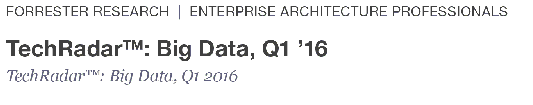 FORRESTER RESEARCH | ENTERPRISE ARCHITECTURE PROFESSIONALS
TechRadar™: Big Data, Q1 ’16
TechRadar™: Big Data, Q1 2016